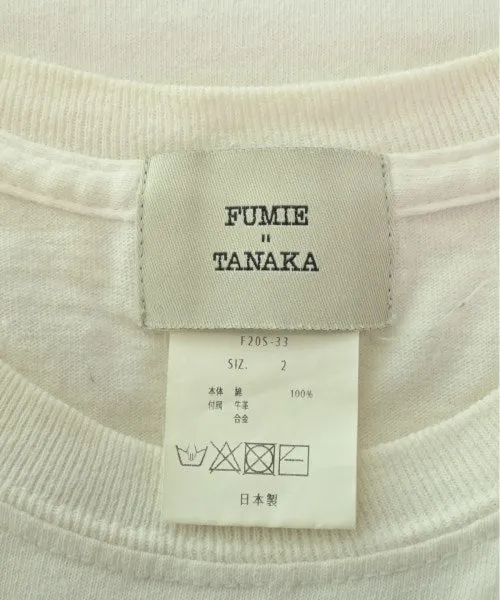 FUMIE
"
TANAKA
F20S-33
SIZ. 2
本体 綿 100%
付属 牛革
合金
日本製